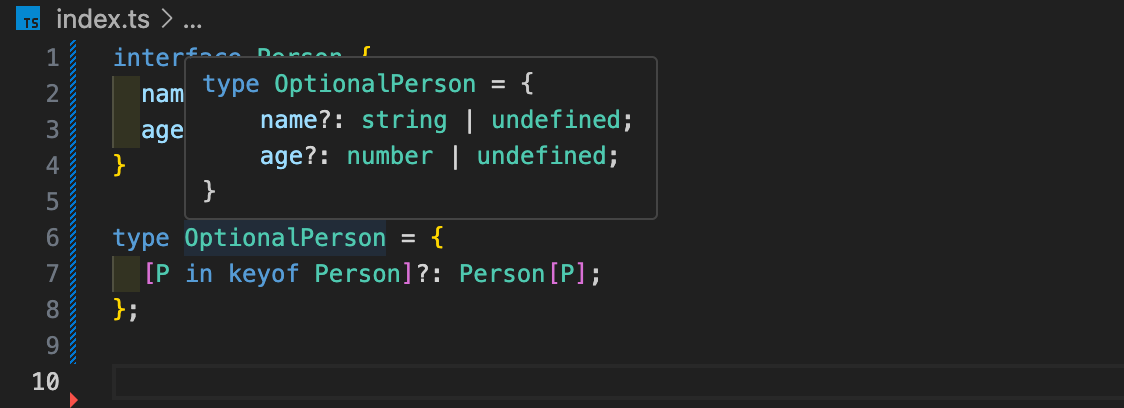 TS index.ts > ...
1 interface Person {
2 nam
3 age
4 }
5
6 type OptionalPerson = {
7 [P in keyof Person]?: Person[P];
8 };
9
10
type OptionalPerson = {
name?: string | undefined;
age?: number | undefined;
}